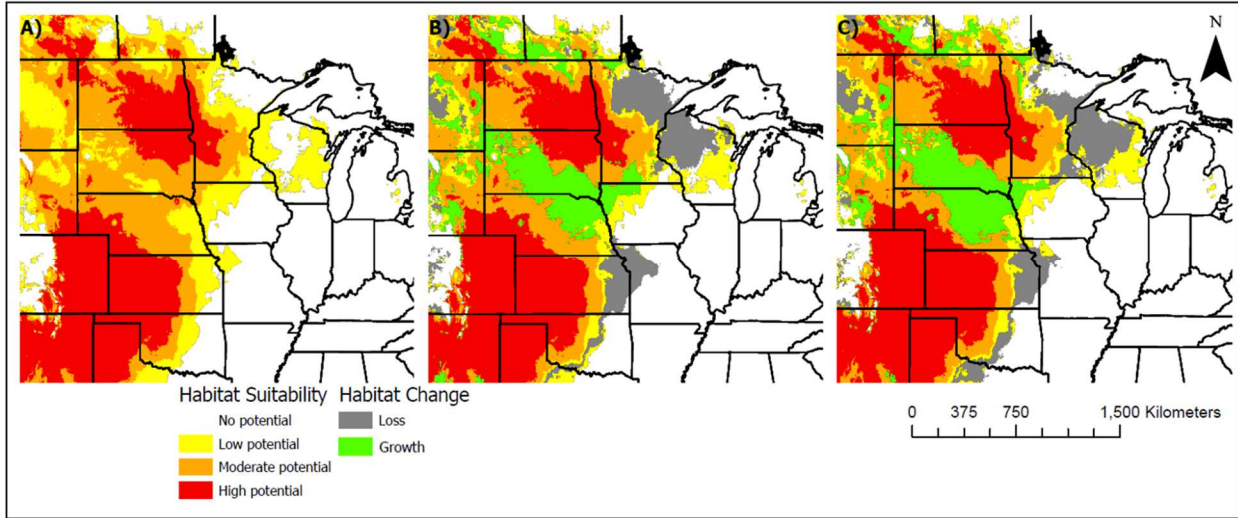 A)
B)
C)
N
Habitat Suitability
No potential
Low potential
Moderate potential
High potential
Habitat Change
Loss
Growth
0 375 750 1,500 Kilometers